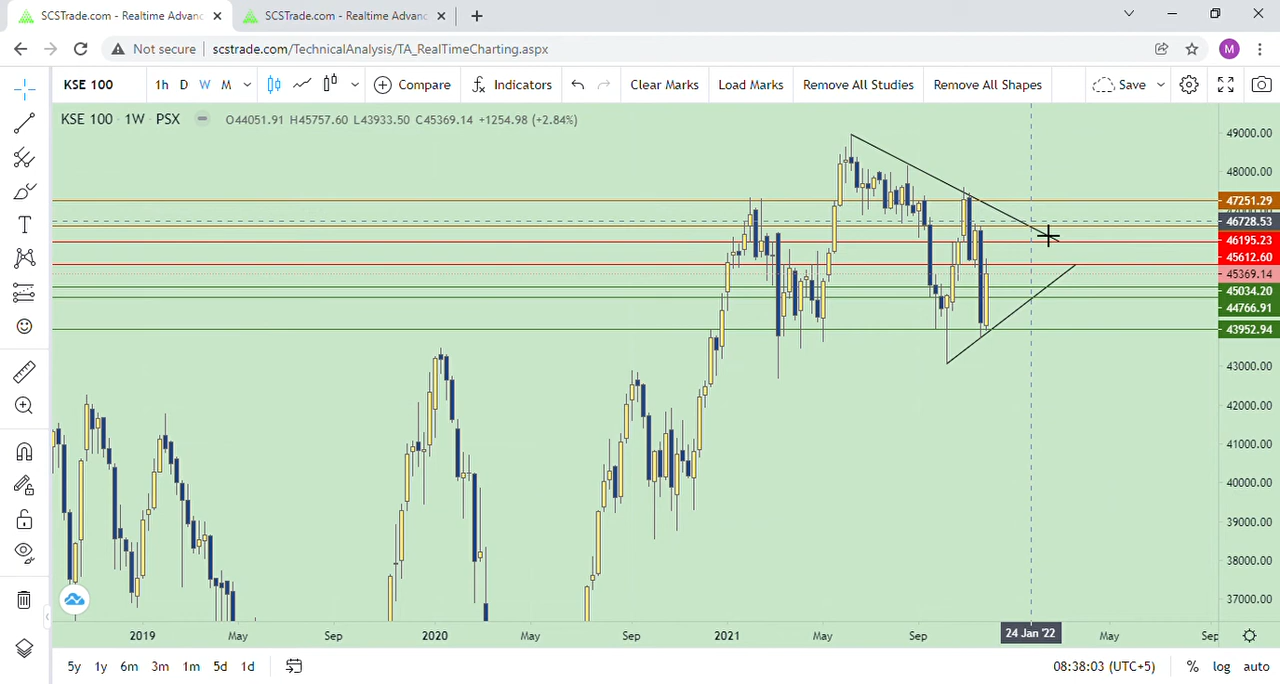 SCSTrade.com - Realtime Advanc
SCSTrade.com - Realtime Advanc
Not secure scstrade.com/TechnicalAnalysis/TA_RealTimeCharting.aspx
M
KSE 100 1h D W M Compare Indicators Clear Marks Load Marks Remove All Studies Remove All Shapes Save
KSE 100 · 1W · PSX O44051.91 H45757.60 L43933.50 C45369.14 +1254.98 (+2.84%)
49000.00
48000.00
47251.29
46728.53
46195.23
45612.60
45369.14
45034.20
44766.91
43952.94
43000.00
42000.00
41000.00
40000.00
39000.00
38000.00
37000.00
2019 May Sep 2020 May Sep 2021 May Sep 24 Jan '22 May Sep
5y 1y 6m 3m 1m 5d 1d 08:38:03 (UTC+5) % log auto